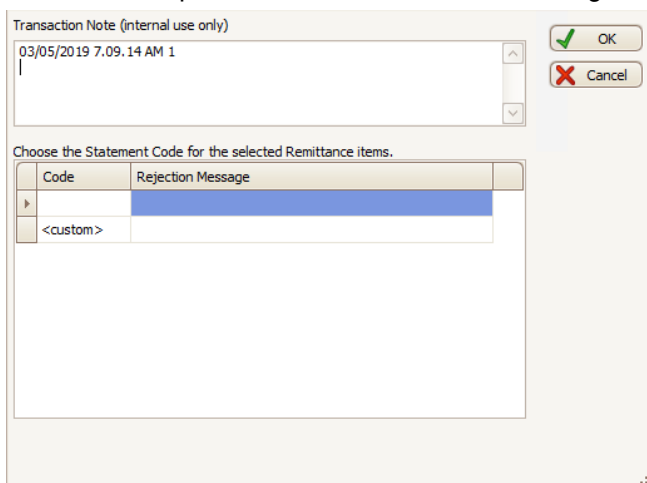 Transaction Note (internal use only)
03/05/2019 7.09.14 AM 1
OK
Cancel
Choose the Statement Code for the selected Remittance items.
Code Rejection Message
<custom>